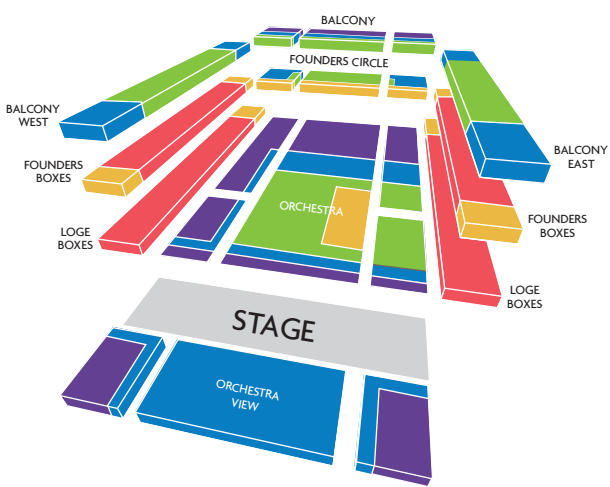 BALCONY
FOUNDERS CIRCLE
BALCONY
WEST
FOUNDERS
BOXES
LOGE
BOXES
ORCHESTRA
BALCONY
EAST
FOUNDERS
BOXES
LOGE
BOXES
STAGE
ORCHESTRA
VIEW